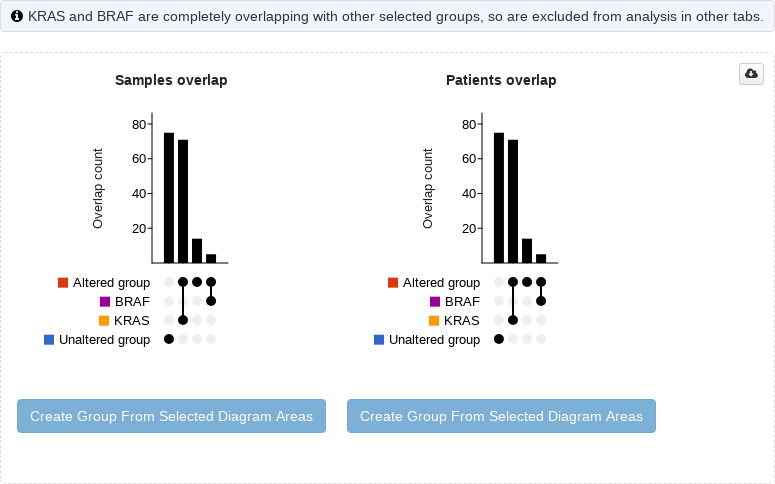 KRAS and BRAF are completely overlapping with other selected groups, so are excluded from analysis in other tabs.
Samples overlap
80
60
40
20
Overlap count
Altered group
BRAF
KRAS
Unaltered group
Create Group From Selected Diagram Areas
Patients overlap
80
60
40
20
Overlap count
Altered group
BRAF
KRAS
Unaltered group
Create Group From Selected Diagram Areas